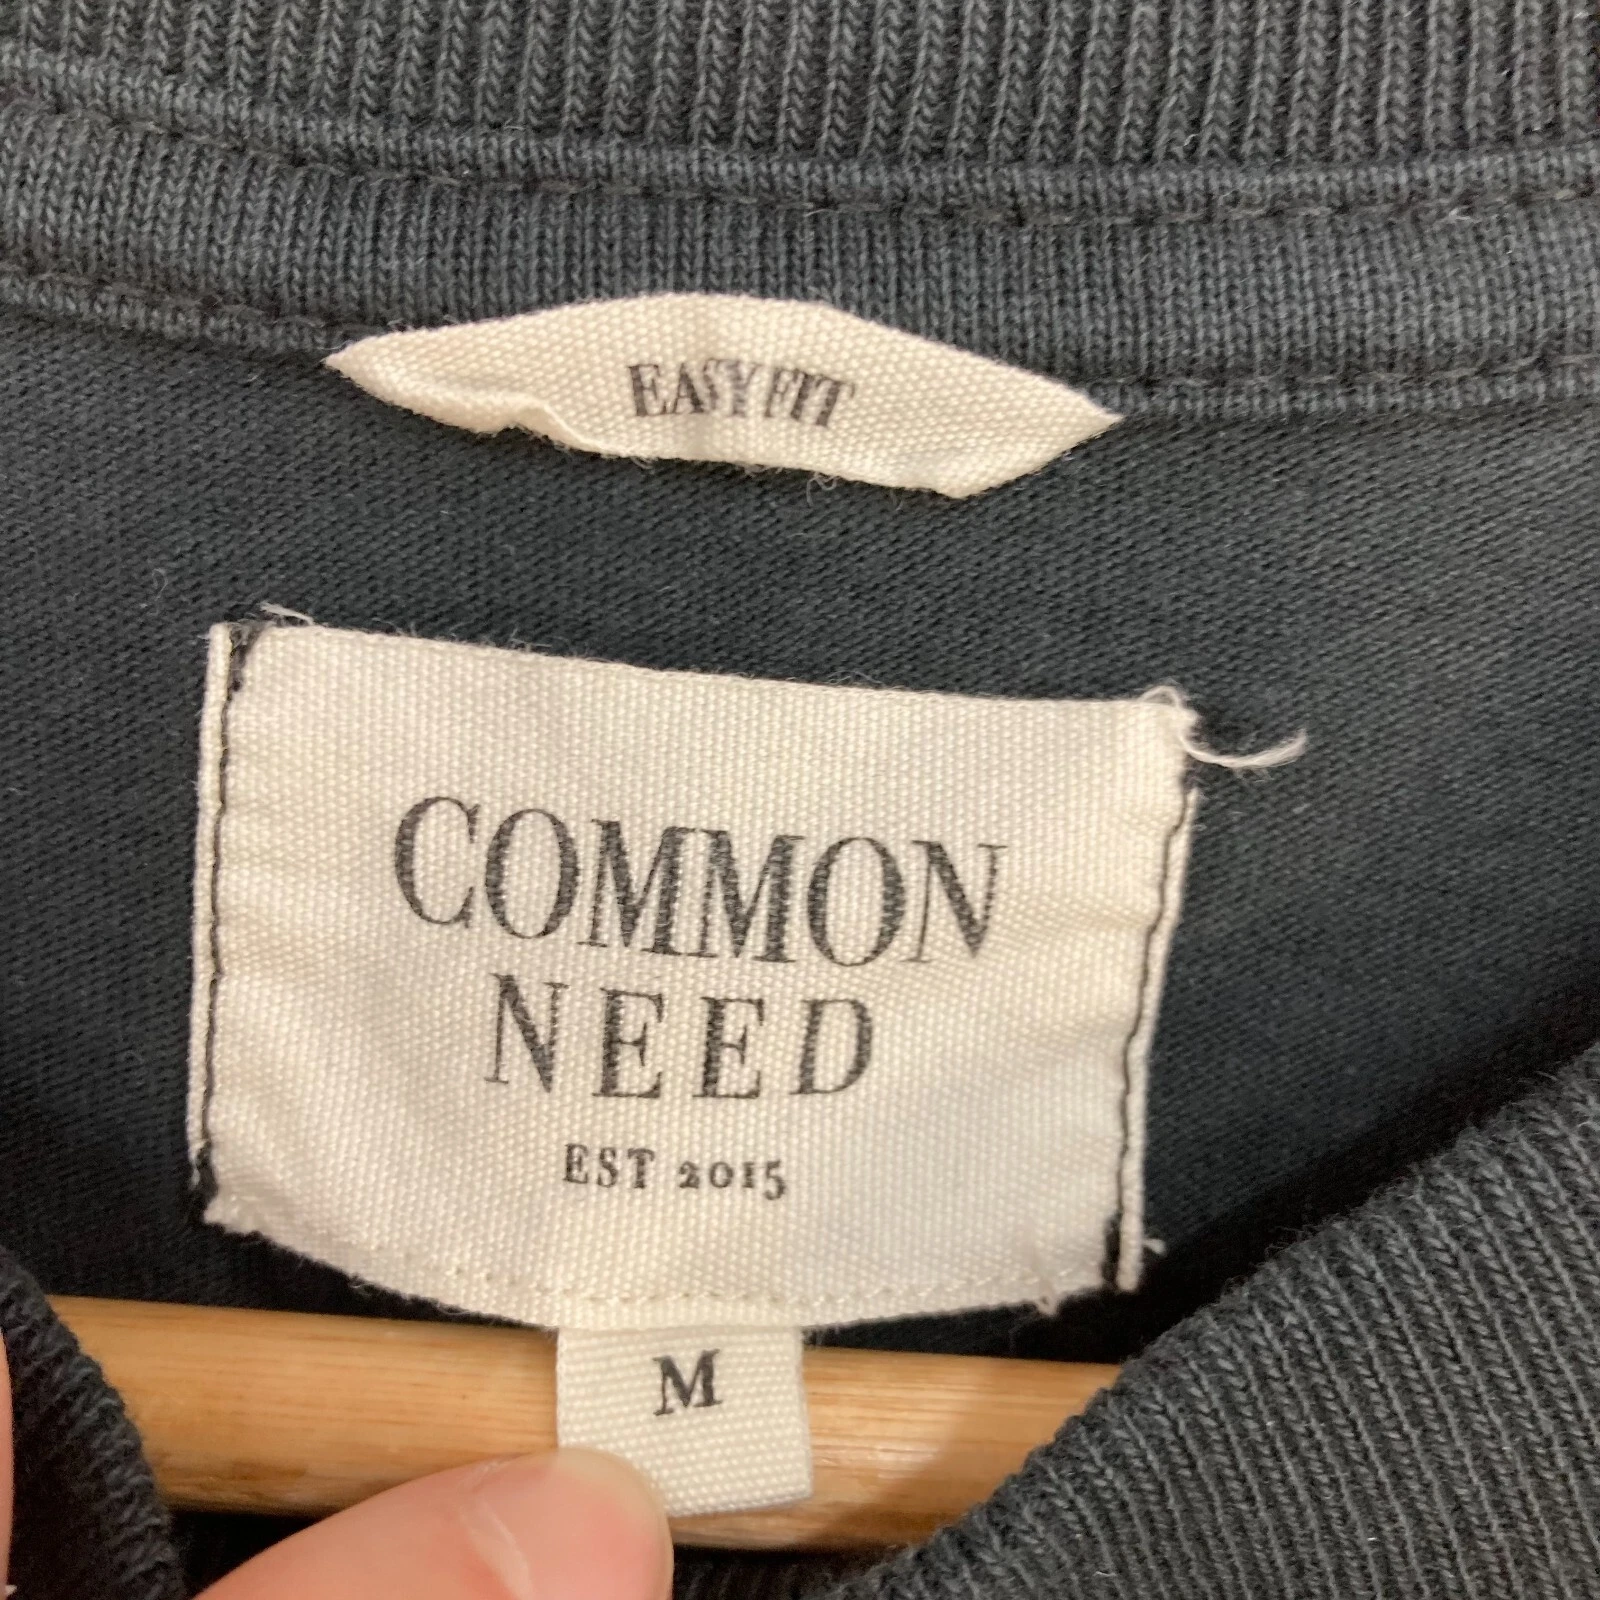 EASY FIT
COMMON
NEED
EST 2015
M